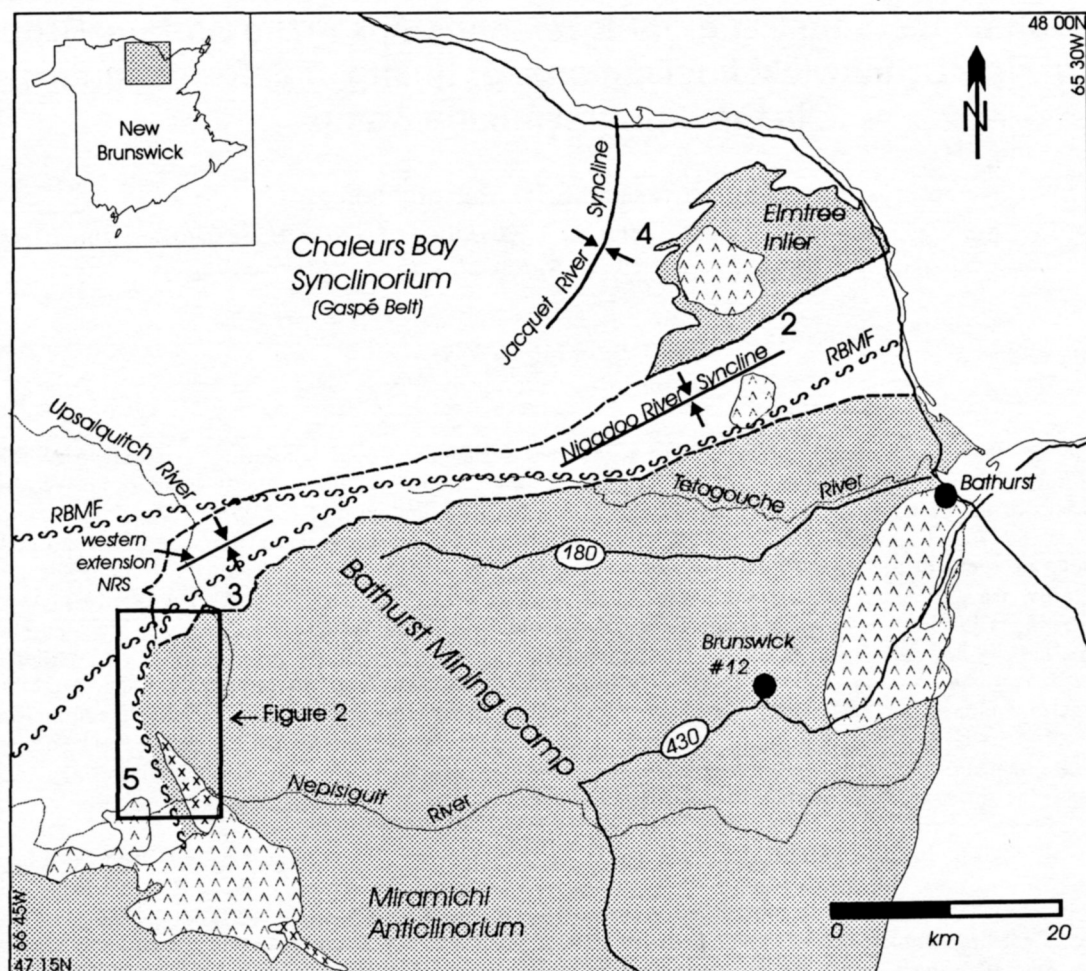 48 00N
65 30W
New
Brunswick
N
Chaleurs Bay
Synclinorium
(Gaspé Belt)
Jacquet River Syncline
4
Elmtree
Inlier
2
Nigadoo River Syncline
RBMF
Upsalquitch River
Tetagouche River
Bathurst
RBMF
western
extension
NRS
3
180
Bathurst Mining Camp
Brunswick
#12
Figure 2
430
5
Nepisiguit River
Miramichi
Anticlinorium
66 45W
47 15N
0 20
km